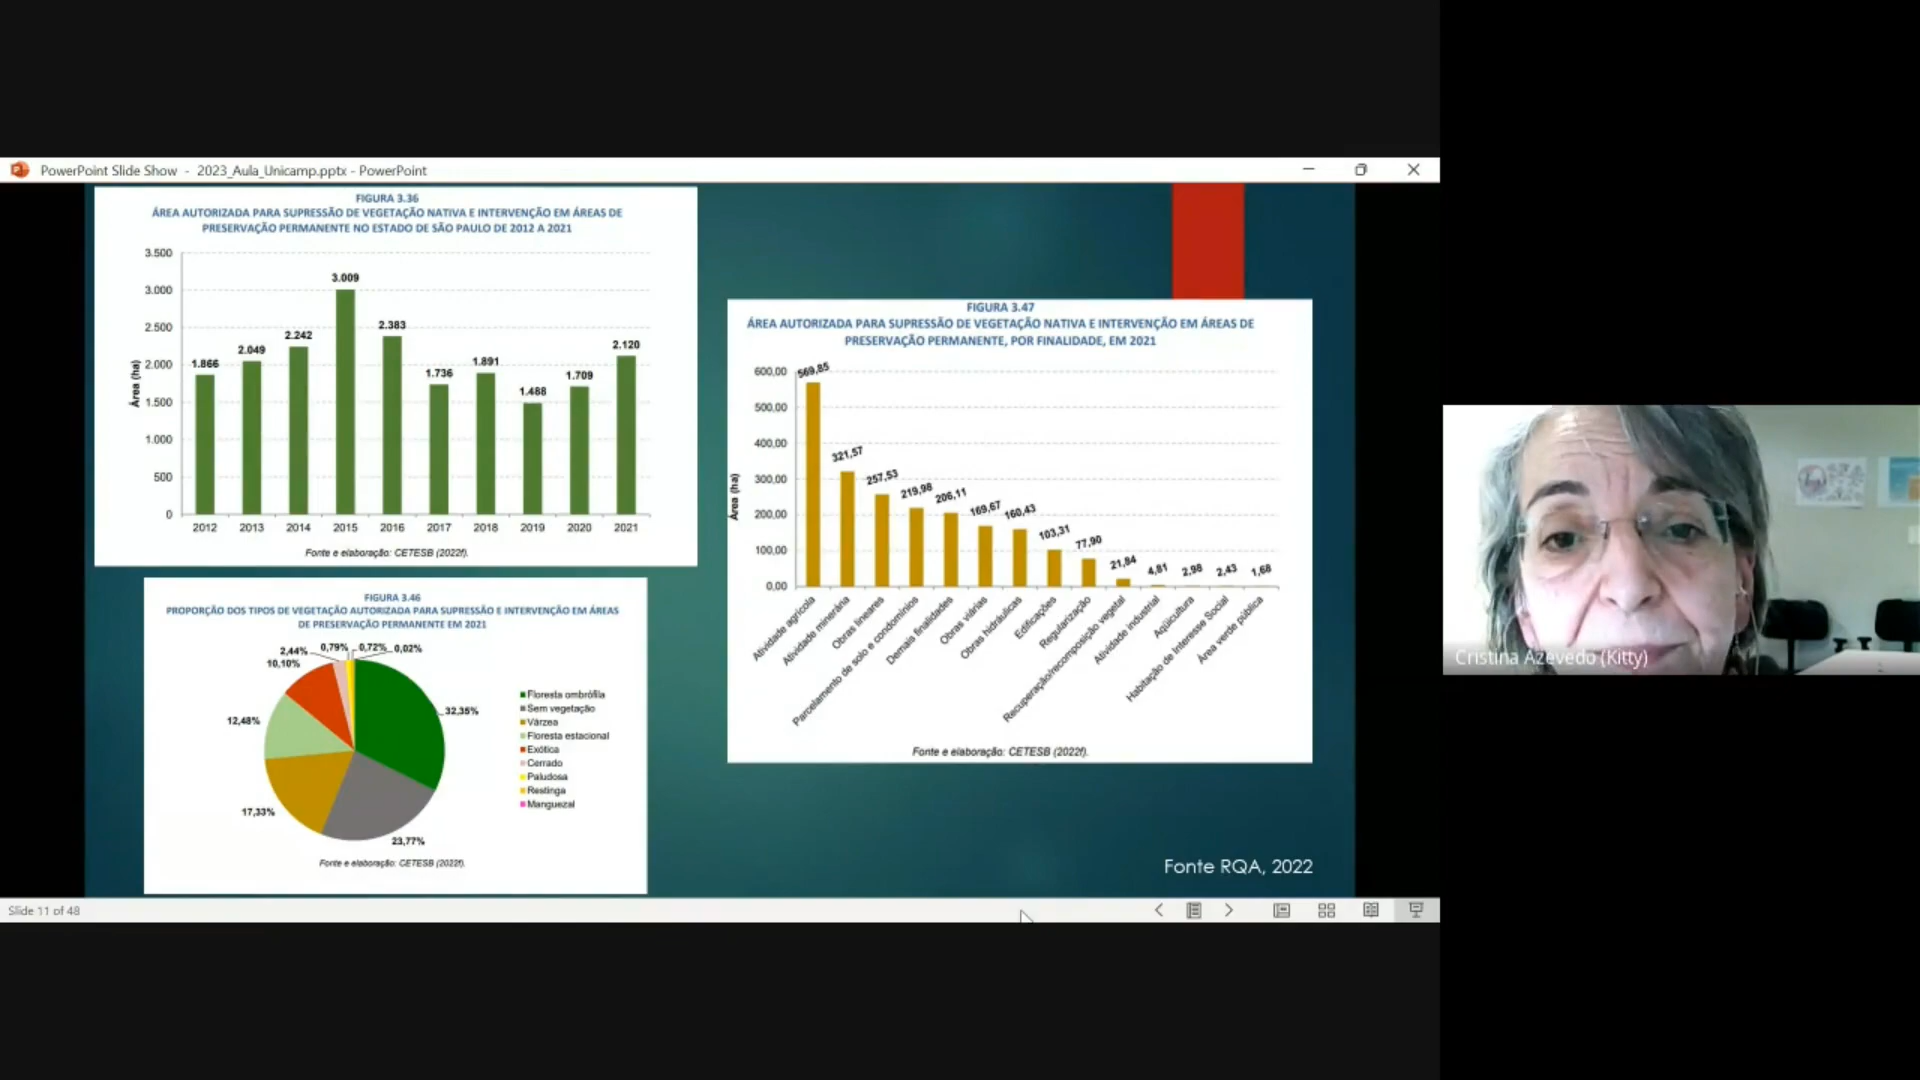 PowerPoint Slide Show - 2023_Aula_Unicamp.pptx - PowerPoint
FIGURA 3.36
ÁREA AUTORIZADA PARA SUPRESSÃO DE VEGETAÇÃO NATIVA E INTERVENÇÃO EM ÁREAS DE
PRESERVAÇÃO PERMANENTE NO ESTADO DE SÃO PAULO DE 2012 A 2021
Área (ha)
3.500
3.000
2.500
2.000
1.500
1.000
500
0
1.866
2.049
2.242
3.009
2.383
1.736
1.891
1.488
1.709
2.120
2012 2013 2014 2015 2016 2017 2018 2019 2020 2021
Fonte e elaboração: CETESB (2022f).
FIGURA 3.46
PROPORÇÃO DOS TIPOS DE VEGETAÇÃO AUTORIZADA PARA SUPRESSÃO E INTERVENÇÃO EM ÁREAS
DE PRESERVAÇÃO PERMANENTE EM 2021
2,44% 0,79% 0,72% 0,02%
10,10%
12,48%
17,33%
23,77%
32,35%
Floresta ombrófila
Sem vegetação
Várzea
Floresta estacional
Exótica
Cerrado
Paludosa
Restinga
Manguezal
Fonte e elaboração: CETESB (2022f).
FIGURA 3.47
ÁREA AUTORIZADA PARA SUPRESSÃO DE VEGETAÇÃO NATIVA E INTERVENÇÃO EM ÁREAS DE
PRESERVAÇÃO PERMANENTE, POR FINALIDADE, EM 2021
Área (ha)
600,00
500,00
400,00
300,00
200,00
100,00
0,00
569,85
321,57
257,53
219,98
206,11
169,67
160,43
103,31
77,90
21,84
4,81
2,98
2,43
1,68
Atividade agrícola
Atividade minerária
Obras lineares
Parcelamento de solo e condomínios
Demais finalidades
Obras viárias
Obras hidráulicas
Edificações
Regularização
Recuperação/recomposição vegetal
Atividade industrial
Aqüicultura
Habitação de Interesse Social
Área verde pública
Fonte e elaboração: CETESB (2022f).
Fonte RQA, 2022
Slide 11 of 48
Cristina Azevedo (Kitty)